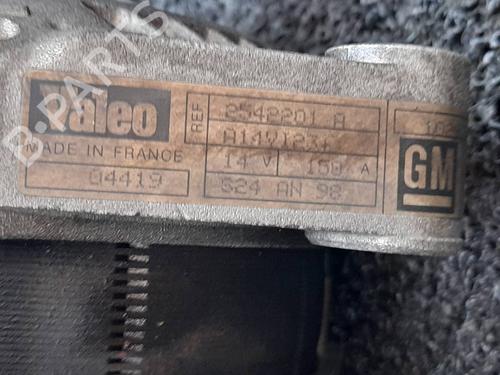 Valeo
MADE IN FRANCE
04419
REF
2542201 A
A14VI23+
14 V 150 A
S24 AN 98
GM
B-PARTS